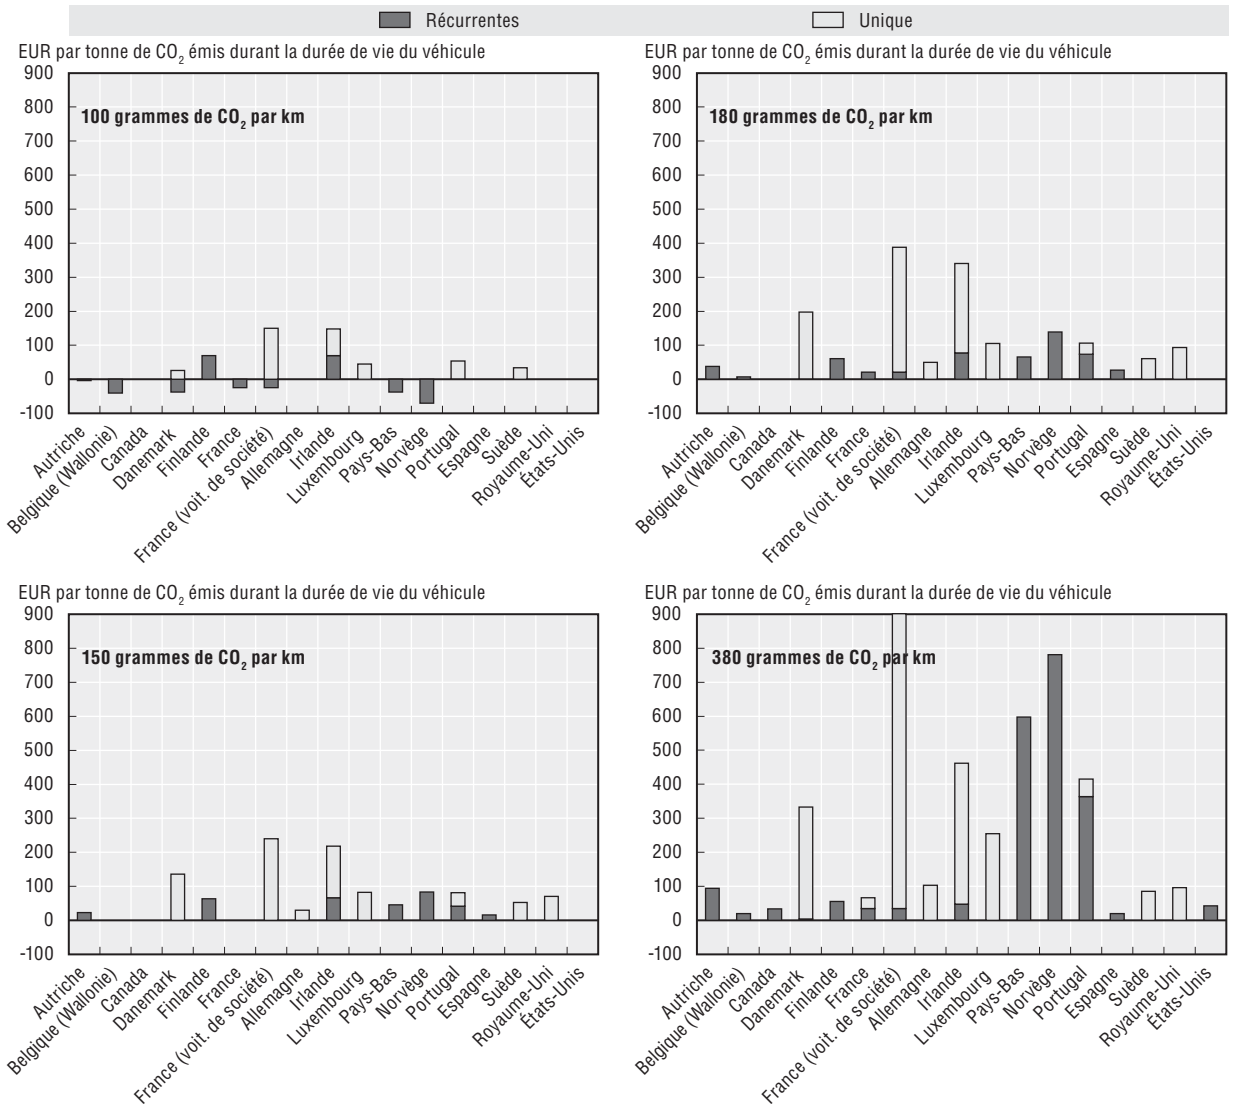 Récurrentes
Unique
EUR par tonne de CO2 émis durant la durée de vie du véhicule
900
800
100 grammes de CO2 par km
700
600
500
400
300
200
100
0
-100
Autriche
Belgique (Wallonie)
Canada
Danemark
Finlande
France
France (voit. de société)
Allemagne
Irlande
Luxembourg
Pays-Bas
Norvège
Portugal
Espagne
Suède
Royaume-Uni
États-Unis
EUR par tonne de CO2 émis durant la durée de vie du véhicule
900
800
180 grammes de CO2 par km
700
600
500
400
300
200
100
0
-100
Autriche
Belgique (Wallonie)
Canada
Danemark
Finlande
France
France (voit. de société)
Allemagne
Irlande
Luxembourg
Pays-Bas
Norvège
Portugal
Espagne
Suède
Royaume-Uni
États-Unis
EUR par tonne de CO2 émis durant la durée de vie du véhicule
900
800
150 grammes de CO2 par km
700
600
500
400
300
200
100
0
-100
Autriche
Belgique (Wallonie)
Canada
Danemark
Finlande
France
France (voit. de société)
Allemagne
Irlande
Luxembourg
Pays-Bas
Norvège
Portugal
Espagne
Suède
Royaume-Uni
États-Unis
EUR par tonne de CO2 émis durant la durée de vie du véhicule
900
800
380 grammes de CO2 par km
700
600
500
400
300
200
100
0
-100
Autriche
Belgique (Wallonie)
Canada
Danemark
Finlande
France
France (voit. de société)
Allemagne
Irlande
Luxembourg
Pays-Bas
Norvège
Portugal
Espagne
Suède
Royaume-Uni
États-Unis